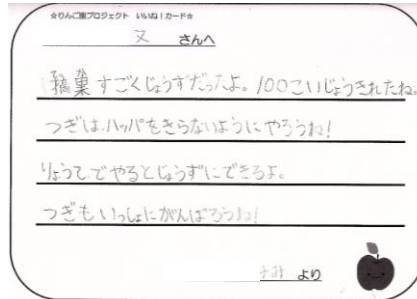 ☆りんご園プロジェクト いいね!カード☆
文 さんへ
摘菓すごくじょうずだったよ。100こいじょうきれたね。
つぎは、ハッパをきらないようにやろうね!
りょうてでやるとじょうずにできるよ。
つぎもいっしょにがんばろうね!
より